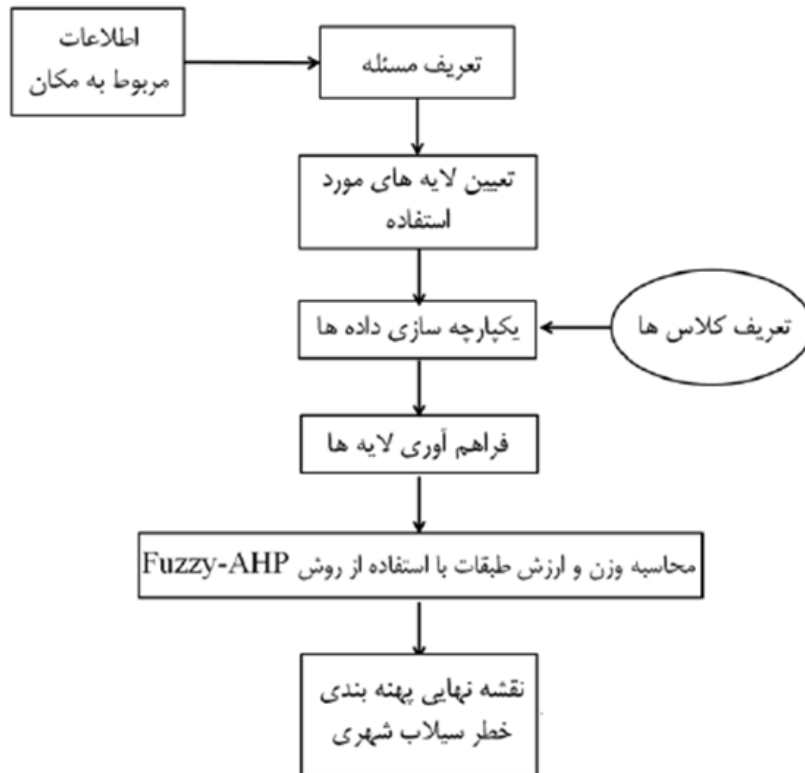 اطلاعات
مربوط به مکان
تعریف مسئله
تعیین لایه های مورد
استفاده
یکپارچه سازی داده ها
تعریف کلاس ها
فراهم آوری لایه ها
محاسبه وزن و ارزش طبقات با استفاده از روش Fuzzy-AHP
نقشه نهایی پهنه بندی
خطر سیلاب شهری